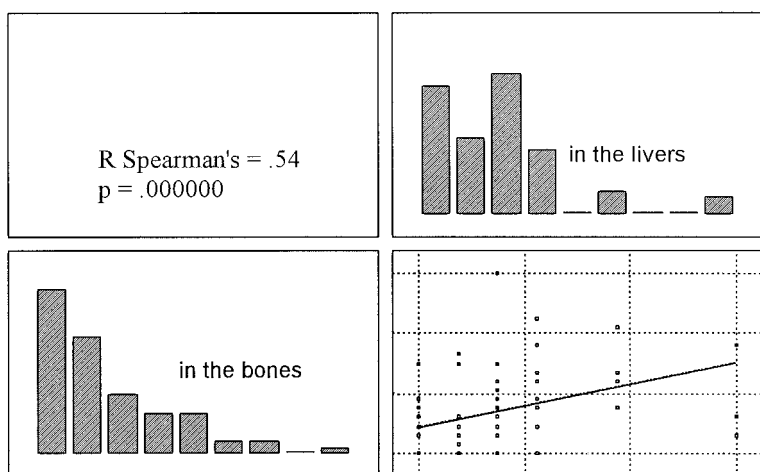 R Spearman's = .54
p = .000000
in the livers
in the bones